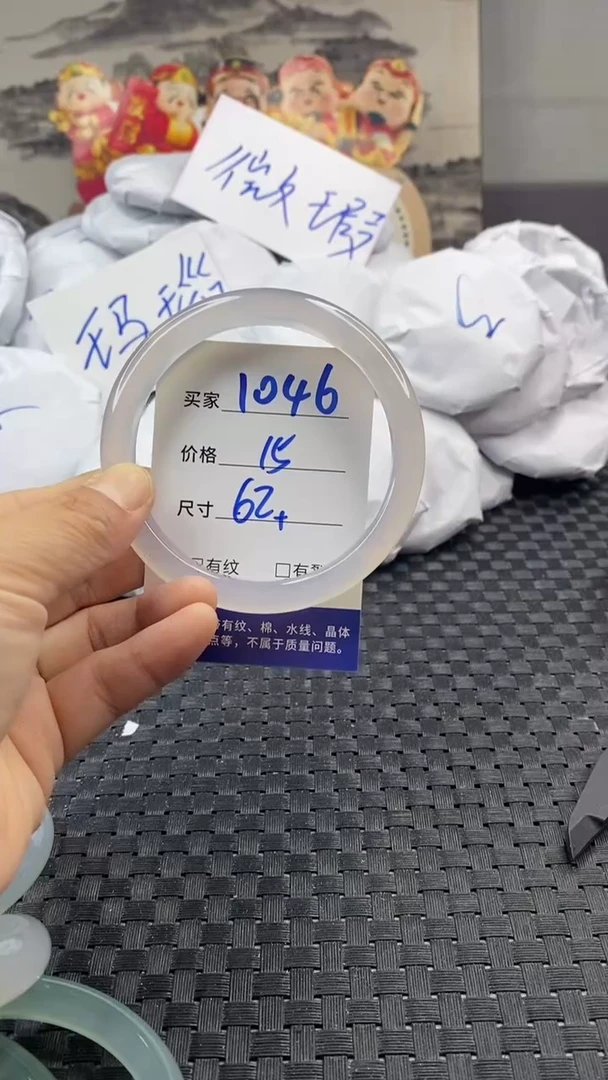 微瑕
玛瑙
买家 1046
价格 15
尺寸 62+
有纹 □有裂
有纹、棉、水线、晶体
点等，不属于质量问题。